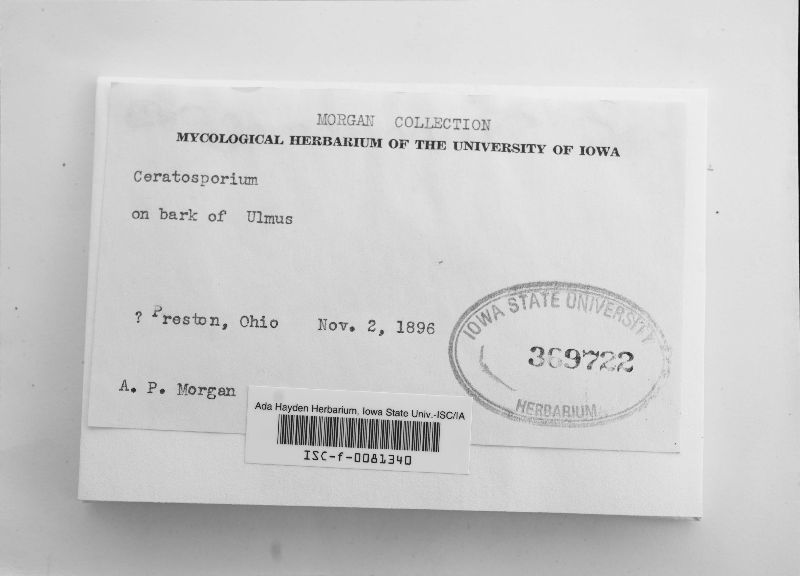 MORGAN COLLECTION
MYCOLOGICAL HERBARIUM OF THE UNIVERSITY OF IOWA
Ceratosporium
on bark of Ulmus
? Preston, Ohio Nov. 2, 1896
IOWA STATE UNIVERSITY
369722
HERBARIUM
A. P. Morgan
Ada Hayden Herbarium, Iowa State Univ.-ISC/IA
ISC-f-0081340